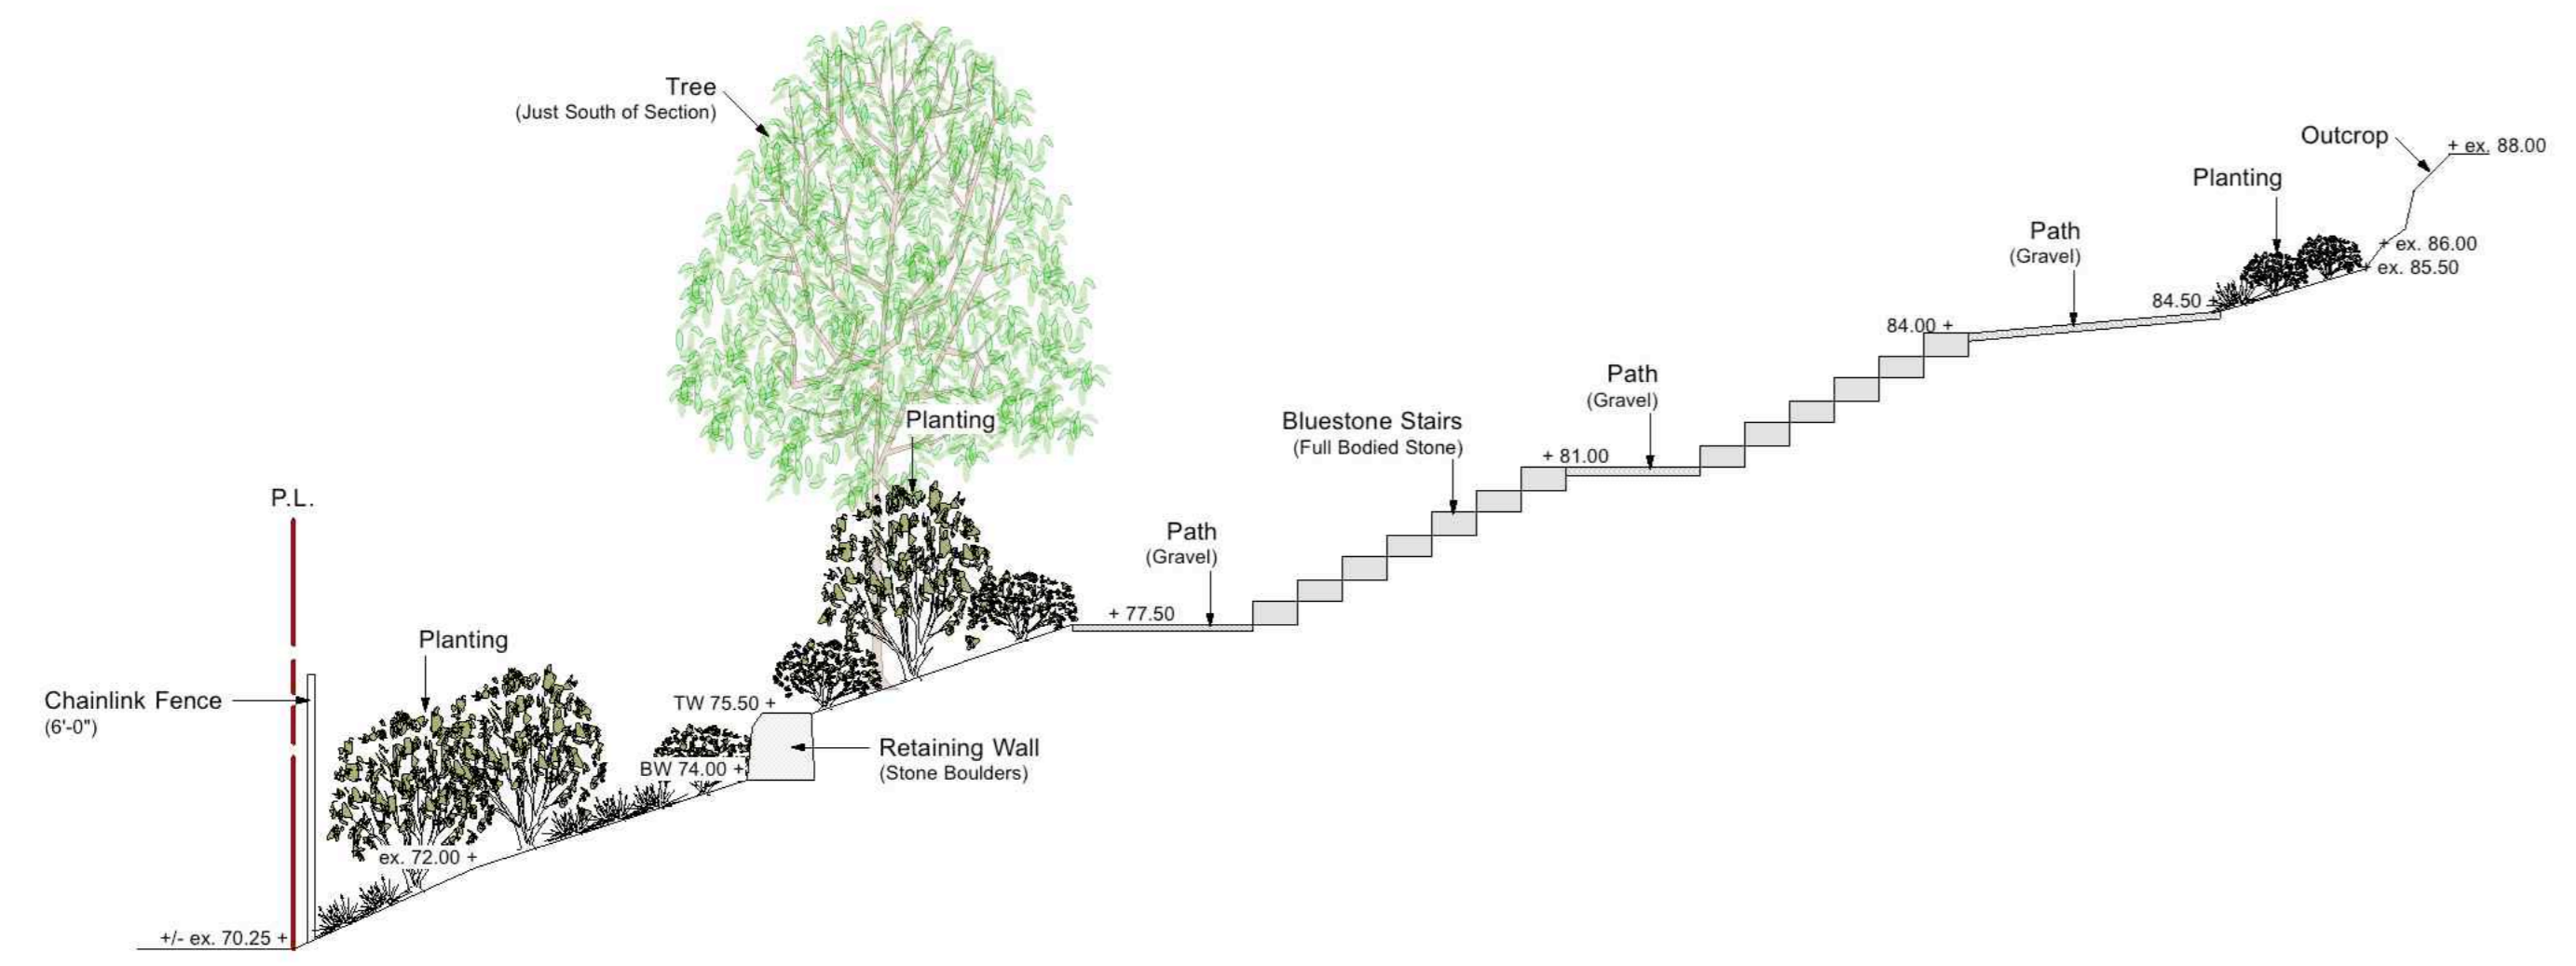 Tree
(Just South of Section)
Outcrop
+ ex. 88.00
Planting
Path
(Gravel)
+ ex. 86.00
+ ex. 85.50
84.50 +
84.00 +
Path
(Gravel)
Planting
Bluestone Stairs
(Full Bodied Stone)
+ 81.00
P.L.
Path
(Gravel)
+ 77.50
Planting
Chainlink Fence
(6'-0")
TW 75.50 +
Retaining Wall
(Stone Boulders)
BW 74.00 +
ex. 72.00 +
+/- ex. 70.25 +